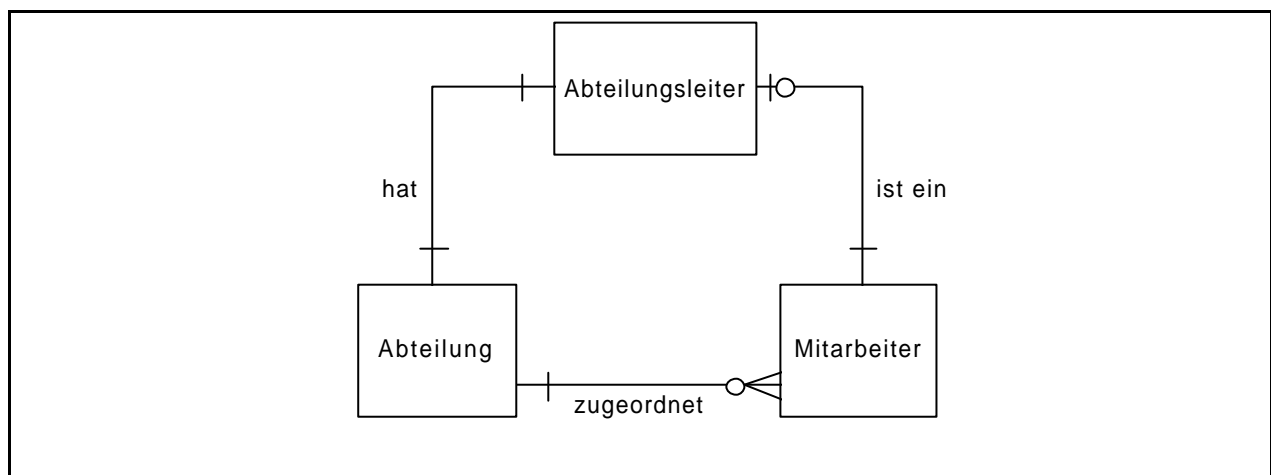 Abteilungsleiter
hat
ist ein
Abteilung
Mitarbeiter
zugeordnet